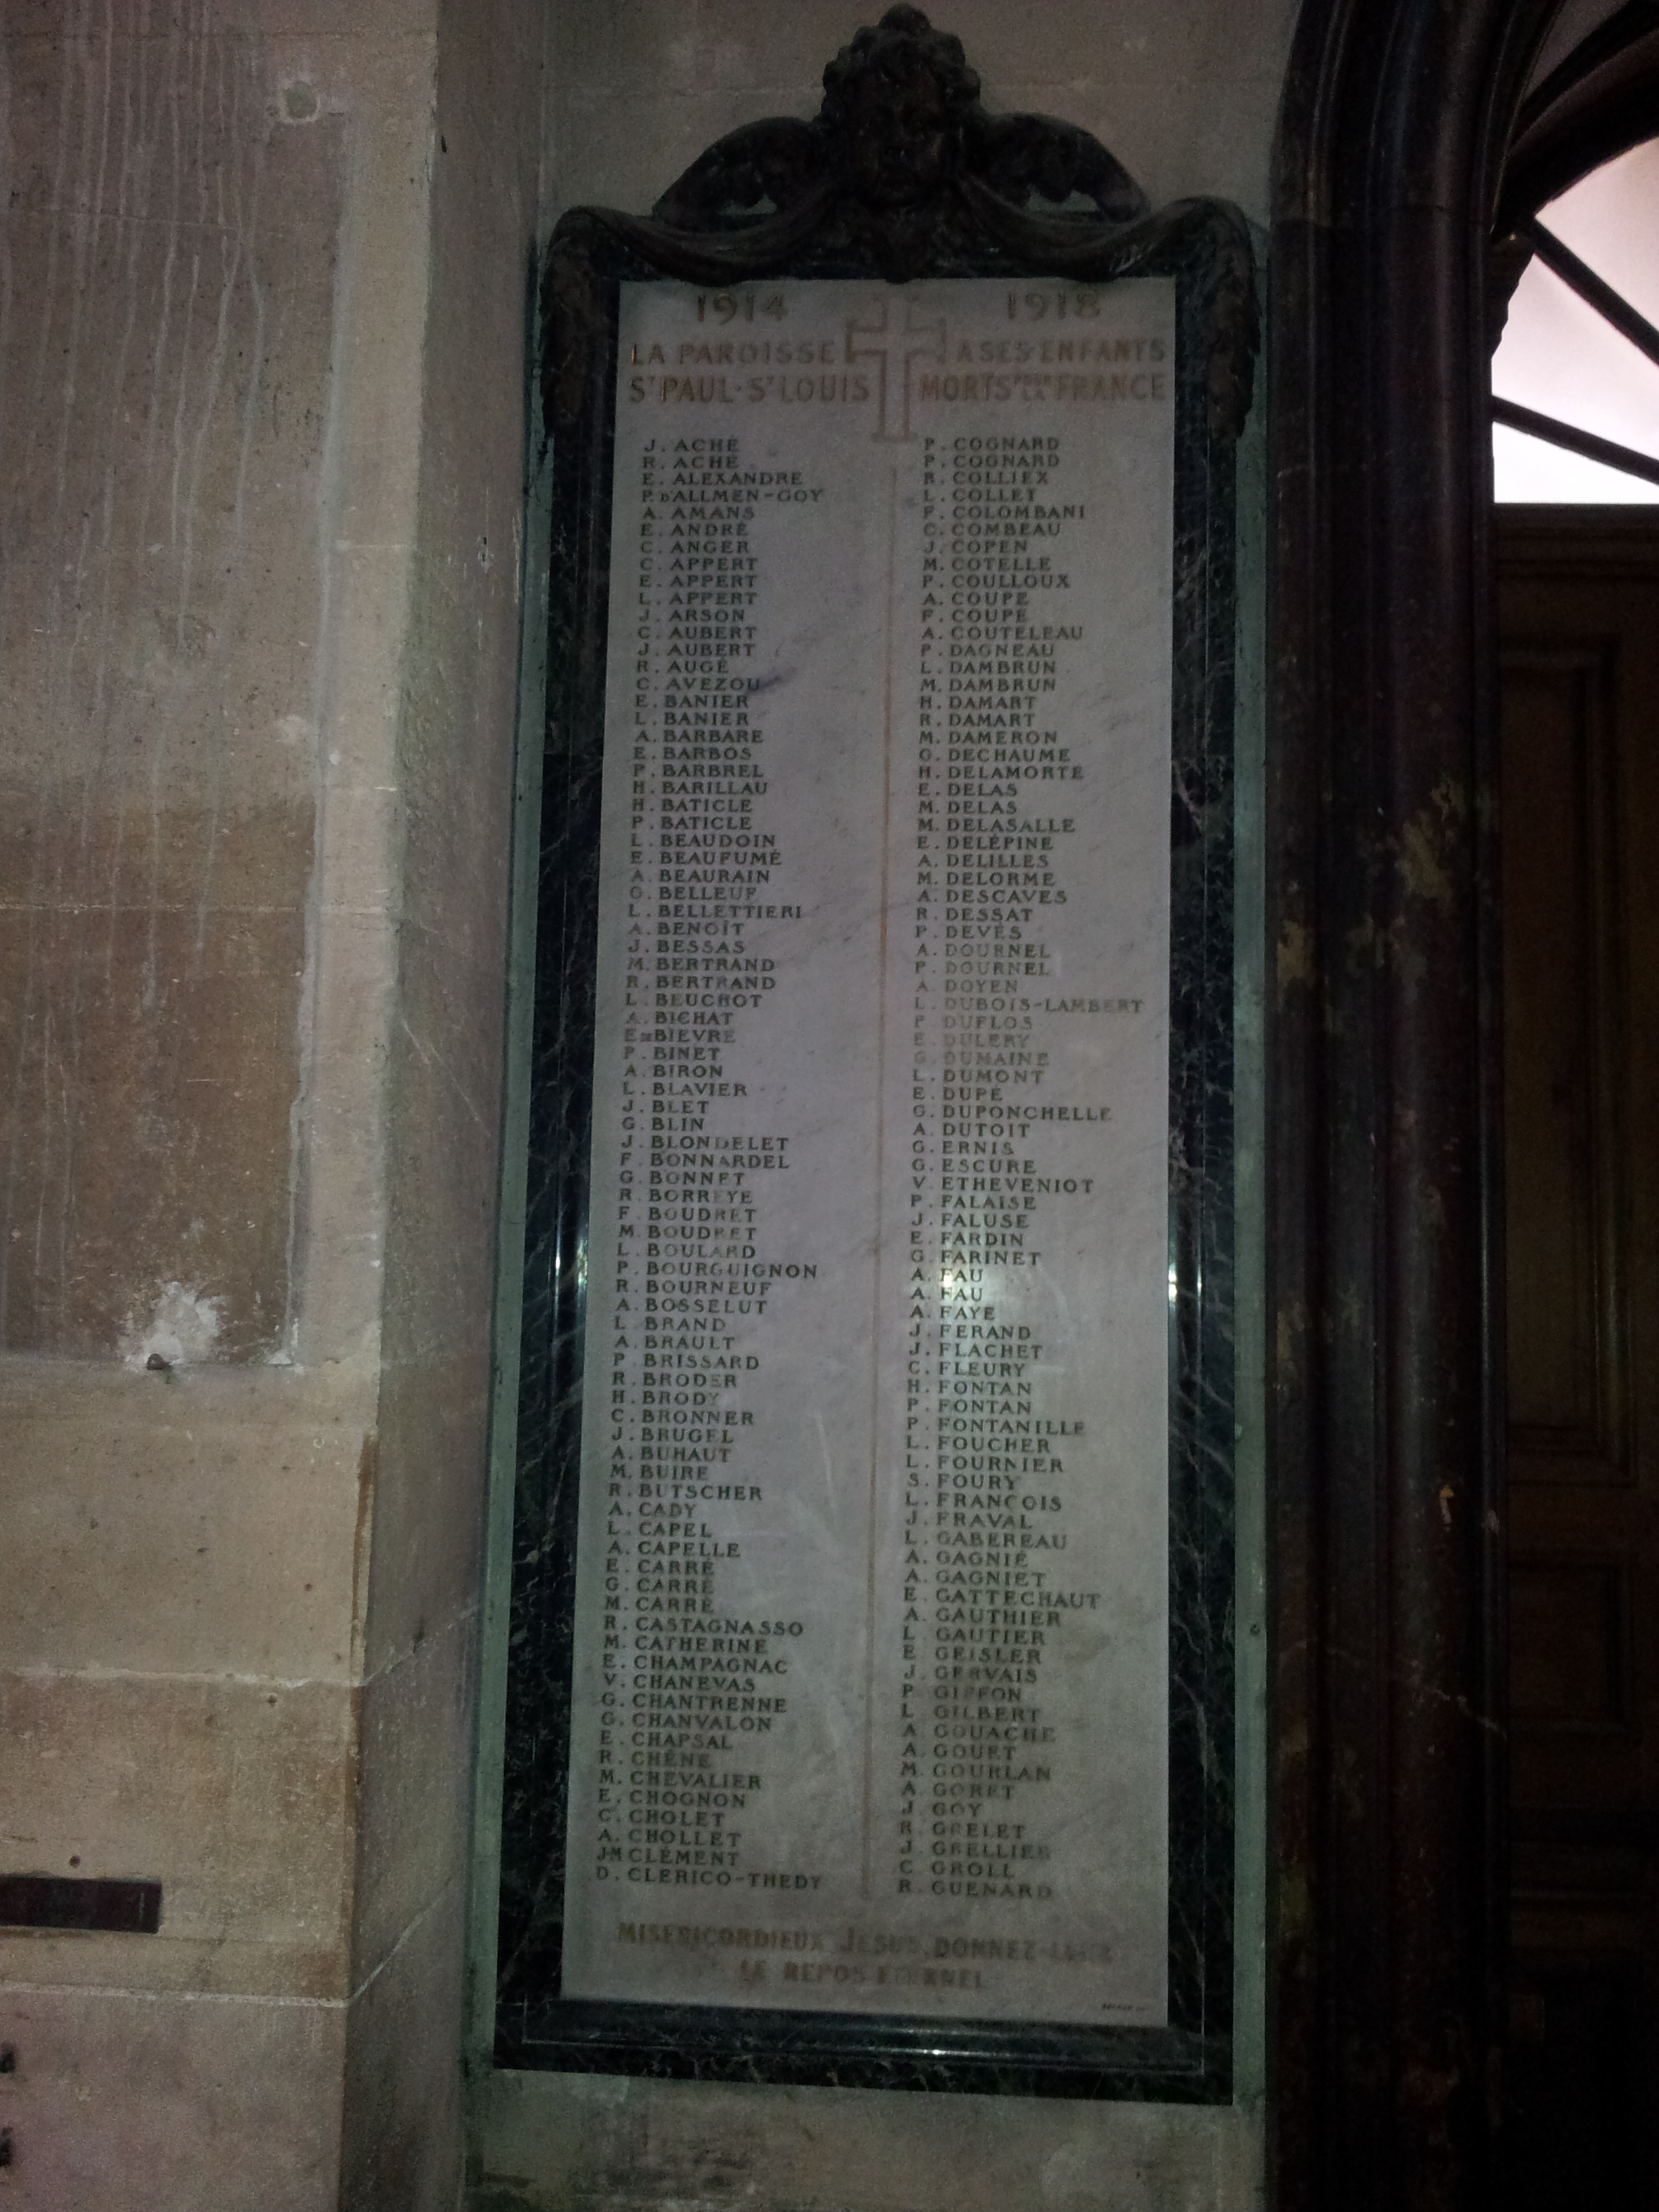 1914 1918
LA PAROISSE A SES ENFANTS
ST PAUL · ST LOUIS MORTS POUR LA FRANCE
J. ACHÉ
R. ACHÉ
E. ALEXANDRE
P. D'ALLMEN-GOY
A. AMANS
E. ANDRÉ
C. ANGER
C. APPERT
E. APPERT
L. APPERT
J. ARSON
C. AUBERT
J. AUBERT
R. AUGÉ
C. AVEZOU
E. BANIER
L. BANIER
A. BARBARE
E. BARBOS
P. BARBREL
H. BARILLAU
H. BATICLE
P. BATICLE
L. BEAUDOIN
E. BEAUFUMÉ
A. BEAURAIN
G. BELLEUF
L. BELLETTIERI
A. BENOÎT
J. BESSAS
M. BERTRAND
R. BERTRAND
L. BEUCHOT
A. BICHAT
E. DE BIEVRE
P. BINET
A. BIRON
L. BLAVIER
J. BLET
G. BLIN
J. BLONDELET
F. BONNARDEL
G. BONNET
R. BORREYE
F. BOUDRET
M. BOUDRET
L. BOULARD
P. BOURGUIGNON
R. BOURNEUF
A. BOSSELUT
L. BRAND
A. BRAULT
P. BRISSARD
R. BRODER
H. BRODY
C. BRONNER
J. BRUGEL
A. BUHAUT
M. BUIRE
R. BUTSCHER
A. CADY
L. CAPEL
A. CAPELLE
E. CARRÉ
G. CARRÉ
M. CARRÉ
R. CASTAGNASSO
M. CATHERINE
E. CHAMPAGNAC
V. CHANEVAS
G. CHANTRENNE
G. CHANVALON
E. CHAPSAL
R. CHÊNE
M. CHEVALIER
E. CHOGNON
C. CHOLET
A. CHOLLET
J-M CLÉMENT
D. CLERICO-THEDY
P. COGNARD
P. COGNARD
R. COLLIEX
L. COLLET
F. COLOMBANI
C. COMBEAU
J. COPEN
M. COTELLE
P. COULLOUX
A. COUPÉ
F. COUPÉ
A. COUTELEAU
P. DAGNEAU
L. DAMBRUN
M. DAMBRUN
H. DAMART
R. DAMART
M. DAMERON
G. DECHAUME
H. DELAMORTE
E. DELAS
M. DELAS
M. DELASALLE
E. DELÉPINE
A. DELILLES
M. DELORME
A. DESCAVES
R. DESSAT
P. DEVÉS
A. DOURNEL
P. DOURNEL
A. DOYEN
L. DUBOIS-LAMBERT
P. DUFLOS
E. DULERY
G. DUMAINE
L. DUMONT
E. DUPÉ
G. DUPONCHELLE
A. DUTOIT
G. ERNIS
G. ESCURE
V. ETHEVENIOT
P. FALAISE
J. FALUSE
E. FARDIN
G. FARINET
A. FAU
A. FAU
A. FAYE
J. FERAND
J. FLACHET
C. FLEURY
H. FONTAN
P. FONTAN
P. FONTANILLE
L. FOUCHER
L. FOURNIER
S. FOURY
L. FRANÇOIS
J. FRAVAL
L. GABEREAU
A. GAGNIÉ
A. GAGNIET
E. GATTECHAUT
A. GAUTHIER
L. GAUTIER
E. GEISLER
J. GERVAIS
P. GIFFON
L. GILBERT
A. GOUACHE
A. GOUET
M. GOURLAN
A. GORET
J. GOY
R. GRELET
J. GRELLIER
C. GROLL
R. GUENARD
MISERICORDIEUX JESUS, DONNEZ-LEUR
LE REPOS ETERNEL